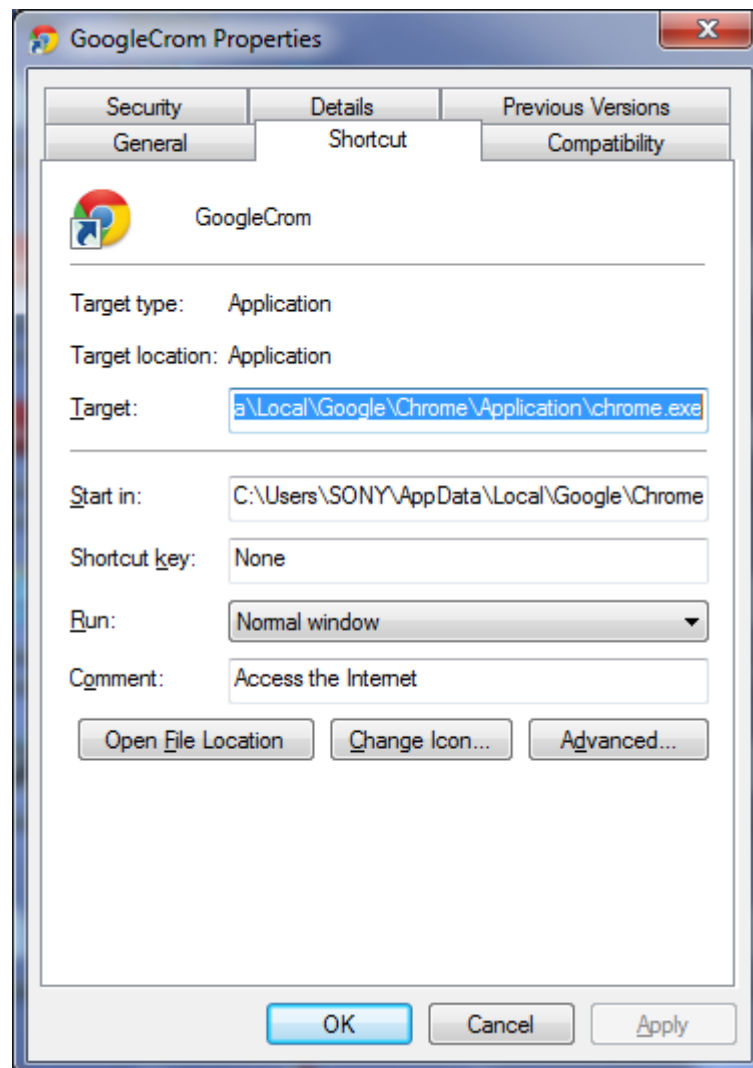 GoogleCrom Properties
Security Details Previous Versions
General Shortcut Compatibility
GoogleCrom
Target type: Application
Target location: Application
Target: a\Local\Google\Chrome\Application\chrome.exe
Start in: C:\Users\SONY\AppData\Local\Google\Chrome
Shortcut key: None
Run: Normal window
Comment: Access the Internet
Open File Location Change Icon... Advanced...
OK Cancel Apply